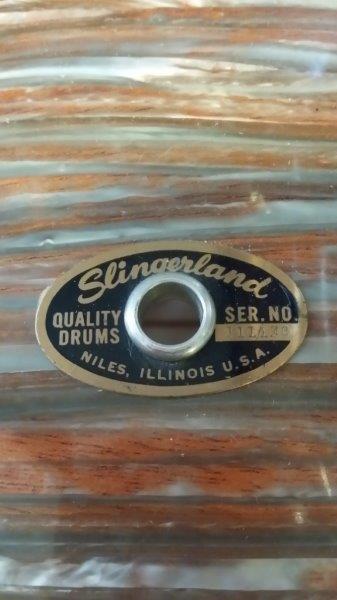 Slingerland
QUALITY
DRUMS
SER. NO.
NILES, ILLINOIS U.S.A.